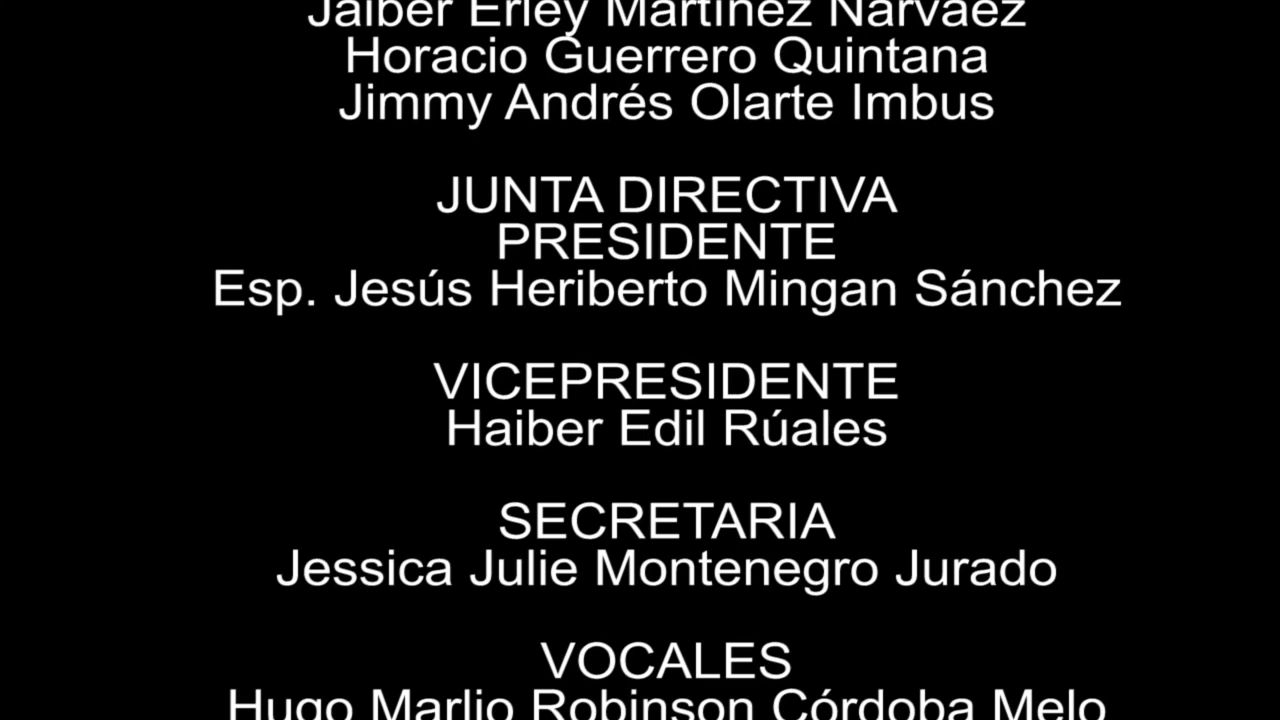 Jaiber Erley Martínez Narváez
Horacio Guerrero Quintana
Jimmy Andrés Olarte Imbus
JUNTA DIRECTIVA
PRESIDENTE
Esp. Jesús Heriberto Mingan Sánchez
VICEPRESIDENTE
Haiber Edil Rúales
SECRETARIA
Jessica Julie Montenegro Jurado
VOCALES
Hugo Marlio Robinson Córdoba Melo